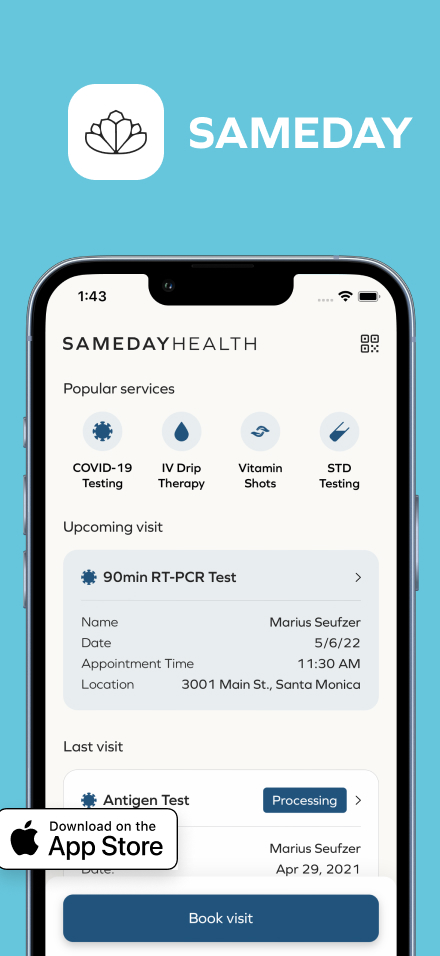 SAMEDAY
1:43
SAMEDAYHEALTH
Popular services
COVID-19 Testing
IV Drip Therapy
Vitamin Shots
STD Testing
Upcoming visit
90min RT-PCR Test
Name Marius Seufzer
Date 5/6/22
Appointment Time 11:30 AM
Location 3001 Main St., Santa Monica
Last visit
Antigen Test Processing
Marius Seufzer
Date: Apr 29, 2021
Download on the
App Store
Book visit